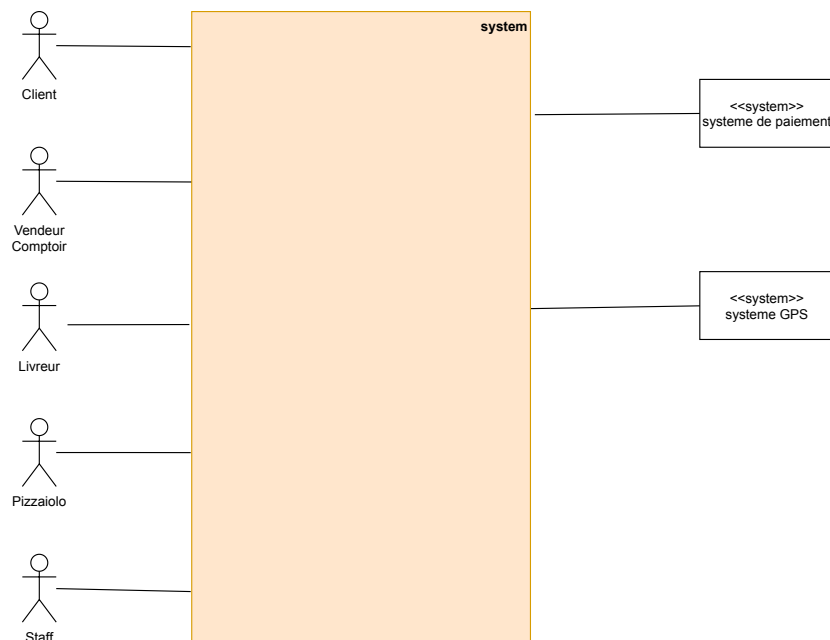 system
Client
<<system>>
systeme de paiement
Vendeur
Comptoir
<<system>>
systeme GPS
Livreur
Pizzaiolo
Staff